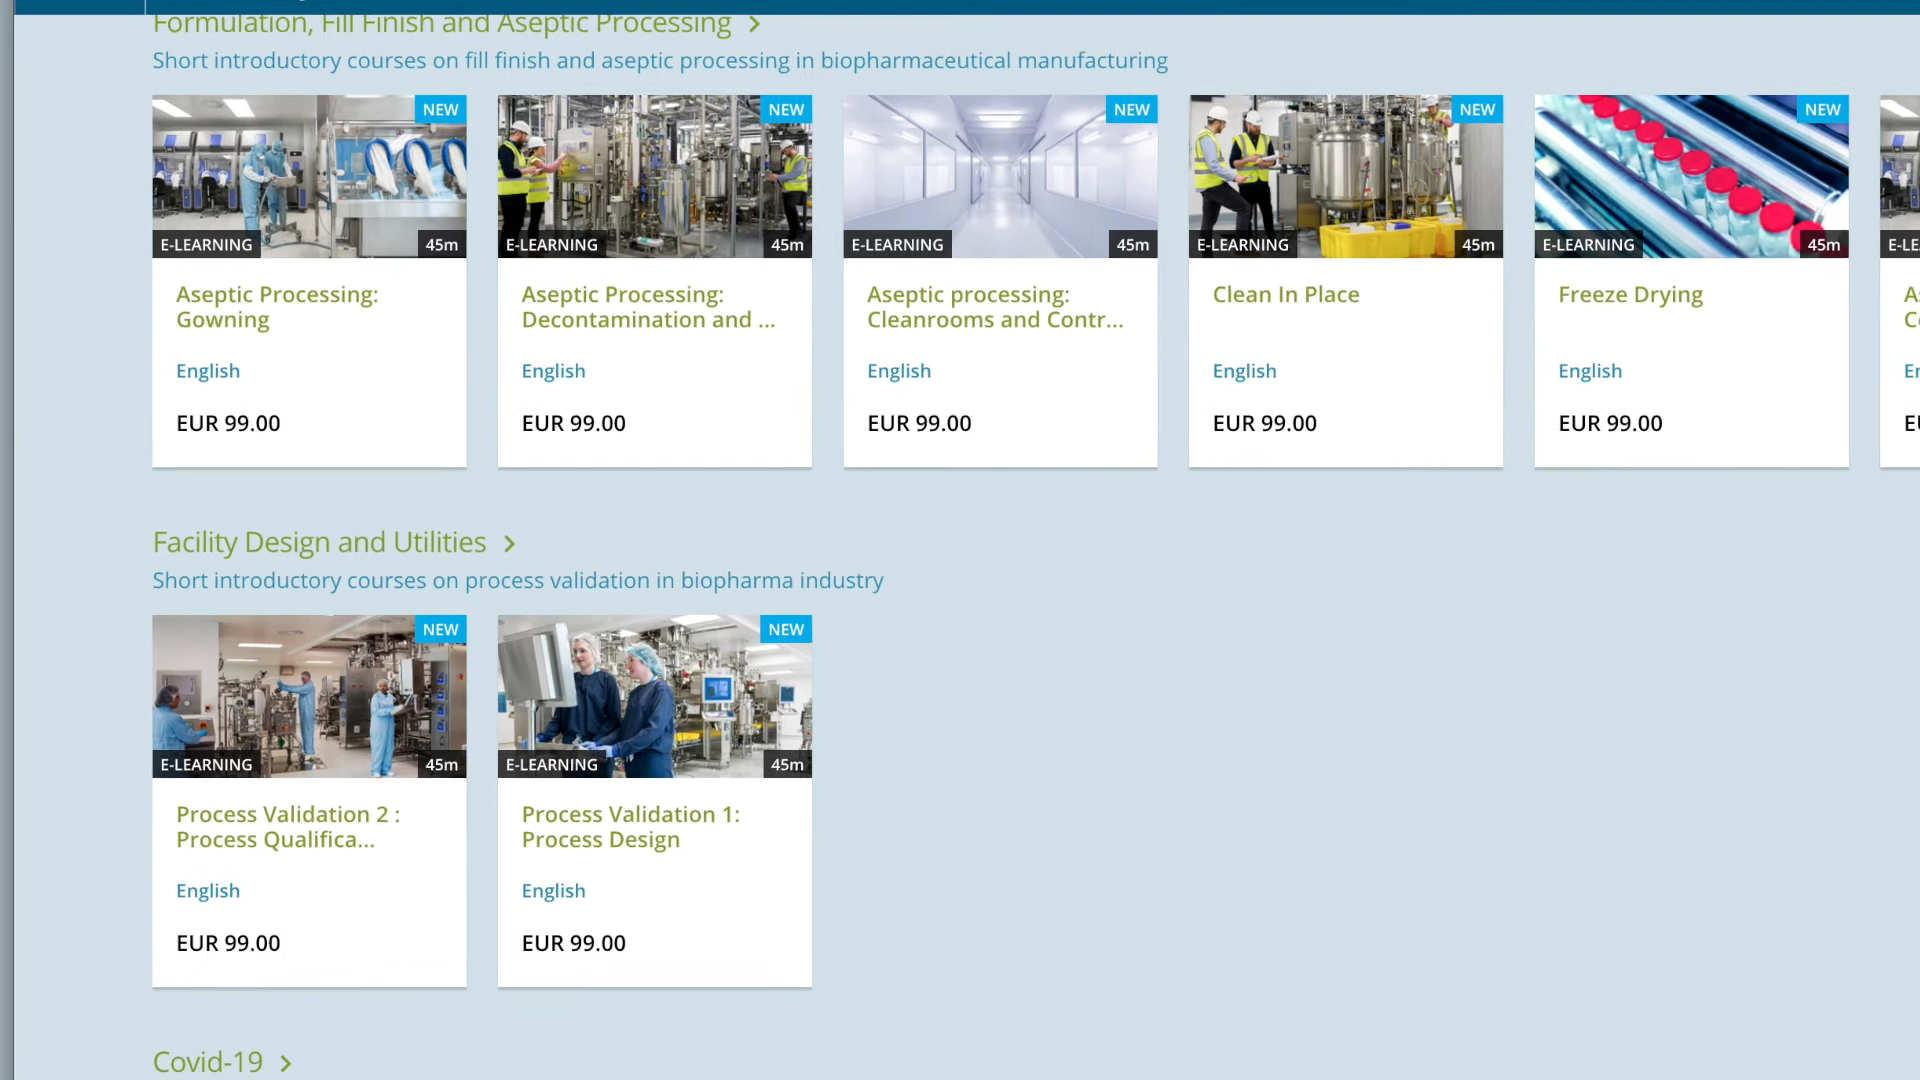 Formulation, Fill Finish and Aseptic Processing
Short introductory courses on fill finish and aseptic processing in biopharmaceutical manufacturing
NEW
E-LEARNING
45m
Aseptic Processing:
Gowning
English
EUR 99.00
NEW
E-LEARNING
45m
Aseptic Processing:
Decontamination and ...
English
EUR 99.00
NEW
E-LEARNING
45m
Aseptic processing:
Cleanrooms and Contr...
English
EUR 99.00
NEW
E-LEARNING
45m
Clean In Place
English
EUR 99.00
NEW
E-LEARNING
45m
Freeze Drying
English
EUR 99.00
Facility Design and Utilities
Short introductory courses on process validation in biopharma industry
NEW
E-LEARNING
45m
Process Validation 2 :
Process Qualifica...
English
EUR 99.00
NEW
E-LEARNING
45m
Process Validation 1:
Process Design
English
EUR 99.00
Covid-19